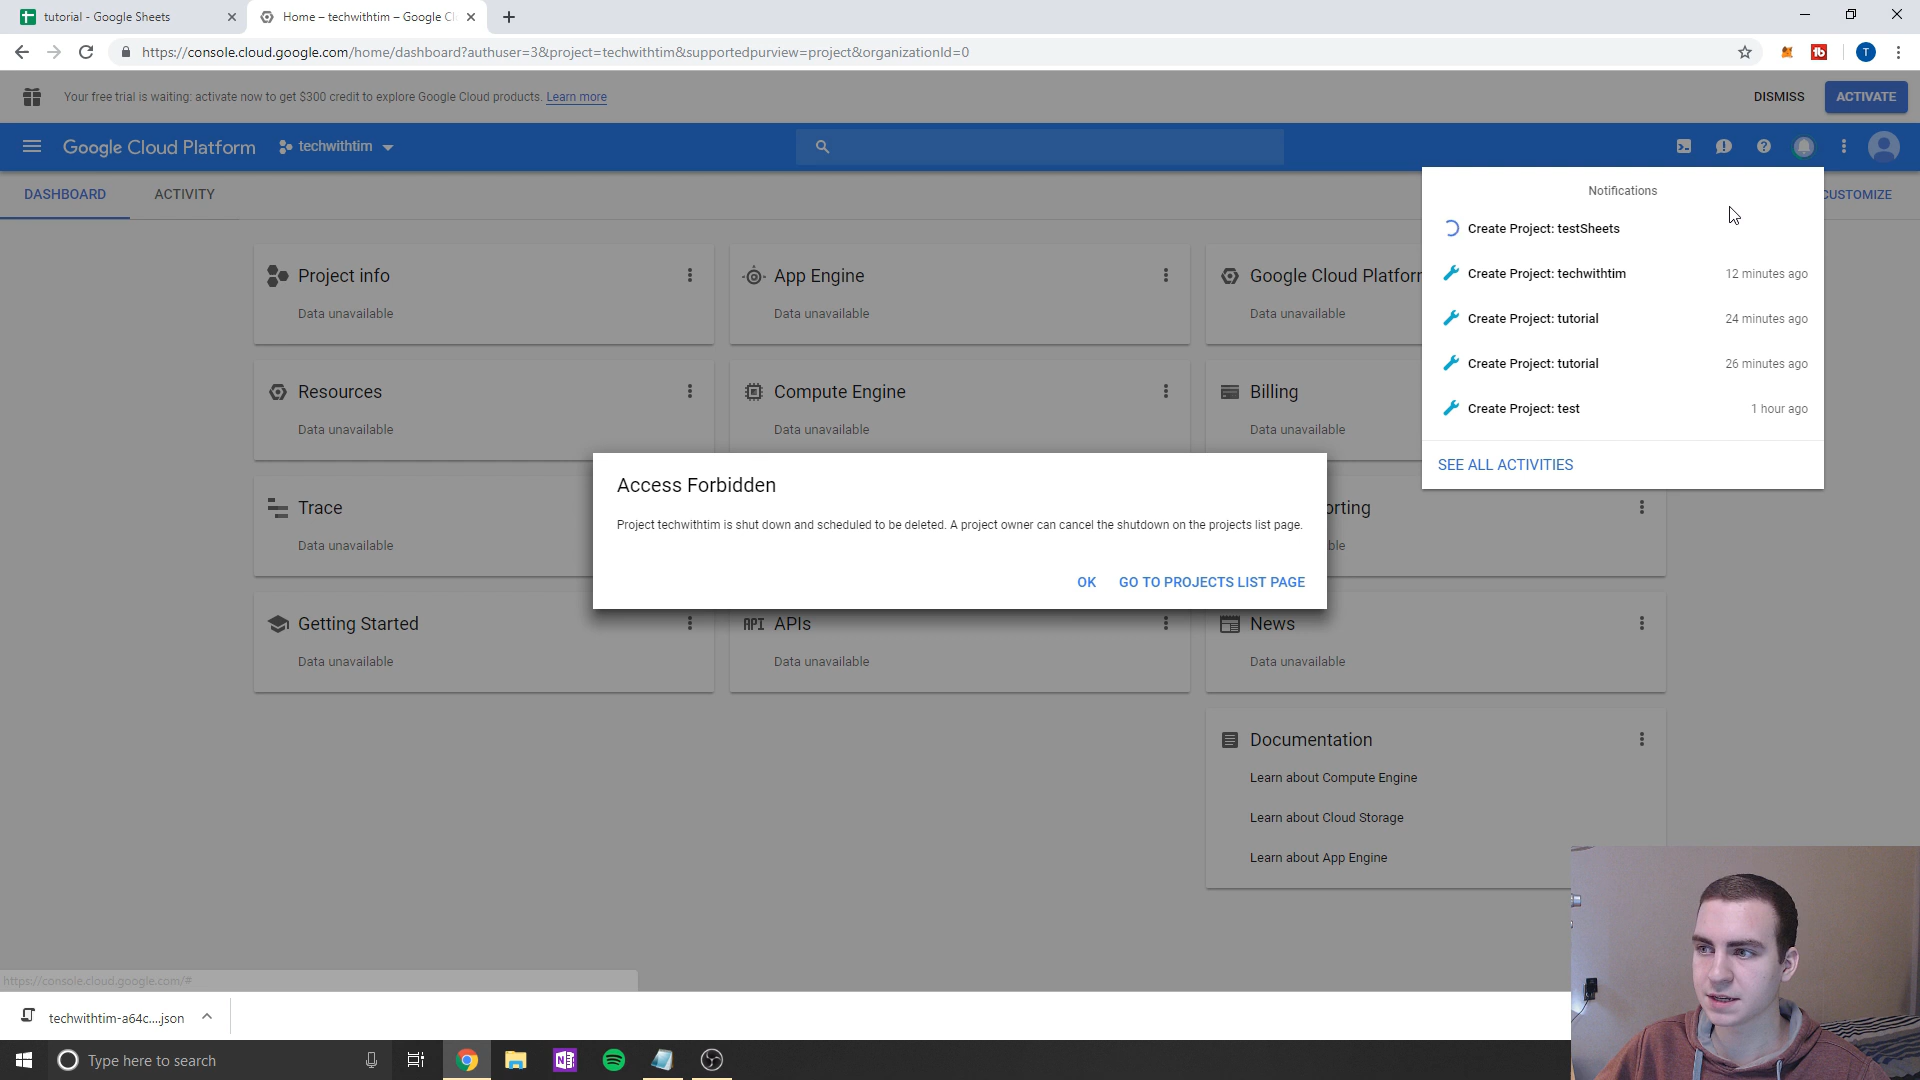 tutorial - Google Sheets
Home – techwithtim – Google Cl
https://console.cloud.google.com/home/dashboard?authuser=3&project=techwithtim&supportedpurview=project&organizationId=0
T
Your free trial is waiting: activate now to get $300 credit to explore Google Cloud products. Learn more
DISMISS
ACTIVATE
Google Cloud Platform
techwithtim
DASHBOARD
ACTIVITY
CUSTOMIZE
Notifications
Create Project: testSheets
Create Project: techwithtim
12 minutes ago
Create Project: tutorial
24 minutes ago
Create Project: tutorial
26 minutes ago
Create Project: test
1 hour ago
SEE ALL ACTIVITIES
Project info
Data unavailable
App Engine
Data unavailable
Google Cloud Platform
Data unavailable
Resources
Data unavailable
Compute Engine
Data unavailable
Billing
Data unavailable
Access Forbidden
Project techwithtim is shut down and scheduled to be deleted. A project owner can cancel the shutdown on the projects list page.
OK
GO TO PROJECTS LIST PAGE
Trace
Data unavailable
orting
ble
Getting Started
Data unavailable
API APIs
Data unavailable
News
Data unavailable
Documentation
Learn about Compute Engine
Learn about Cloud Storage
Learn about App Engine
https://console.cloud.google.com/#
techwithtim-a64c....json
Type here to search